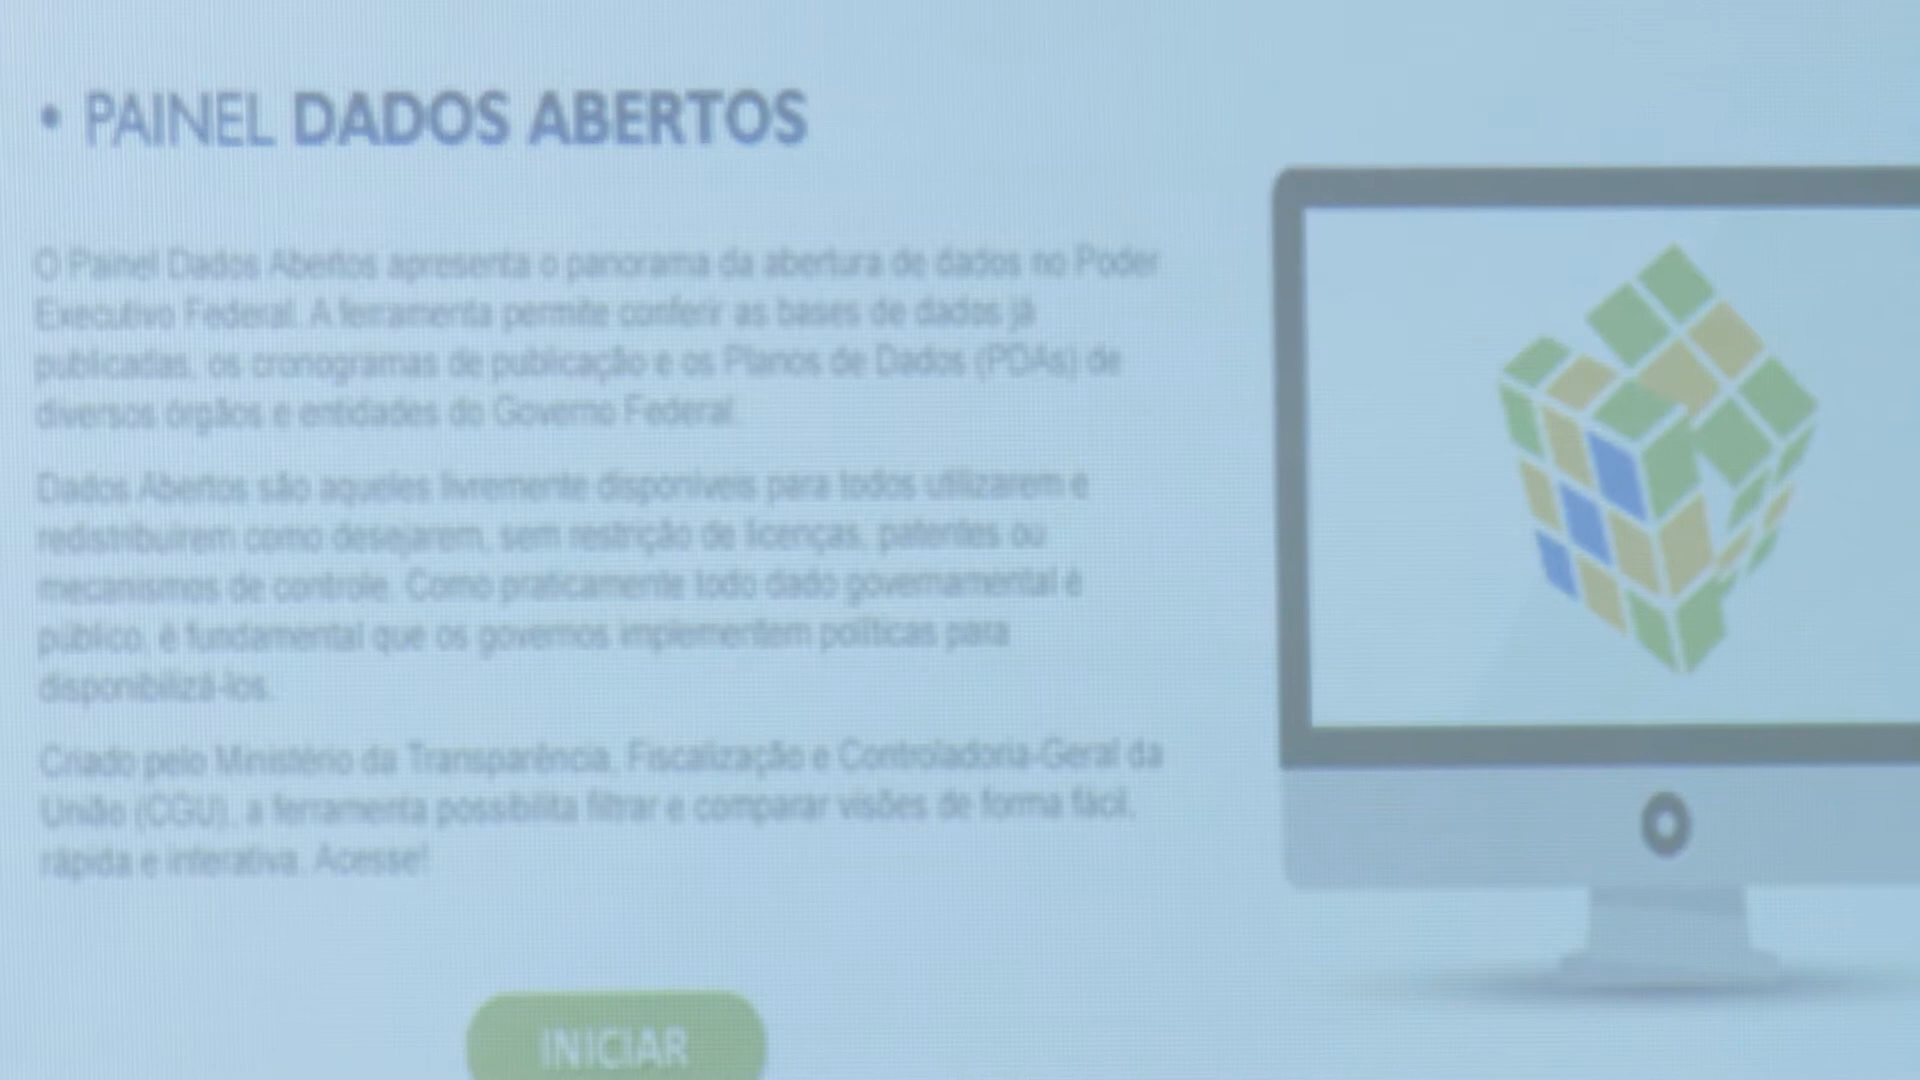 • PAINEL DADOS ABERTOS
O Painel Dados Abertos apresenta o panorama da abertura de dados no Poder
Executivo Federal. A ferramenta permite conferir as bases de dados já
publicadas, os cronogramas de publicação e os Planos de Dados (PDAs) de
diversos órgãos e entidades do Governo Federal.
Dados Abertos são aqueles livremente disponíveis para todos utilizarem e
redistribuirem como desejarem, sem restrição de licenças, patentes ou
mecanismos de controle. Como praticamente todo dado governamental é
público, é fundamental que os governos implementem políticas para
disponibilizá-los.
Criado pelo Ministério da Transparência, Fiscalização e Controladoria-Geral da
União (CGU), a ferramenta possibilita filtrar e comparar visões de forma fácil,
rápida e interativa. Acesse!
INICIAR